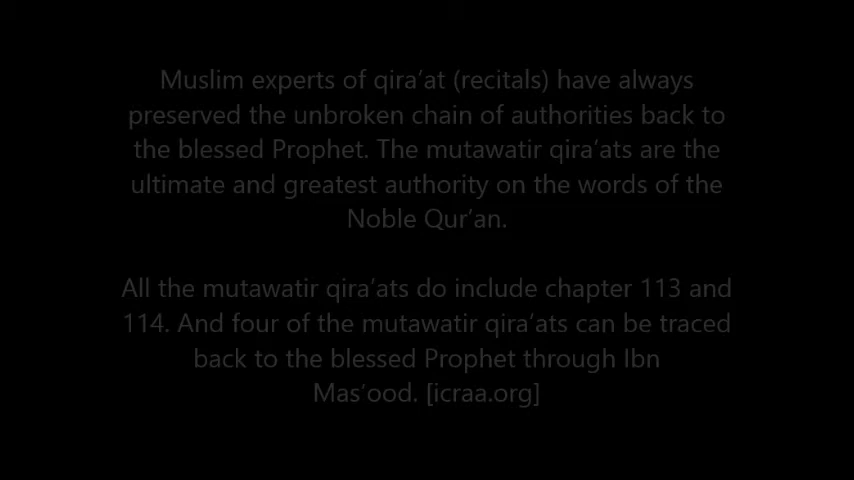 Muslim experts of qira’at (recitals) have always
preserved the unbroken chain of authorities back to
the blessed Prophet. The mutawatir qira’ats are the
ultimate and greatest authority on the words of the
Noble Qur’an.
All the mutawatir qira’ats do include chapter 113 and
114. And four of the mutawatir qira’ats can be traced
back to the blessed Prophet through Ibn
Mas’ood. [icraa.org]